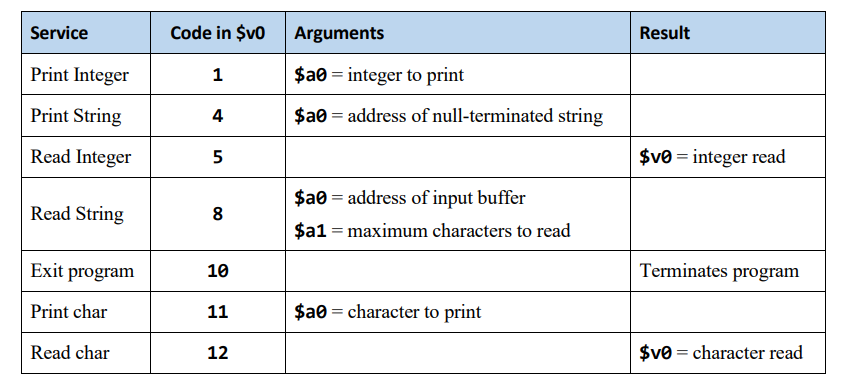 Service Code in $v0 Arguments Result
Print Integer 1 $a0 = integer to print
Print String 4 $a0 = address of null-terminated string
Read Integer 5 $v0 = integer read
Read String 8 $a0 = address of input buffer
$a1 = maximum characters to read
Exit program 10 Terminates program
Print char 11 $a0 = character to print
Read char 12 $v0 = character read